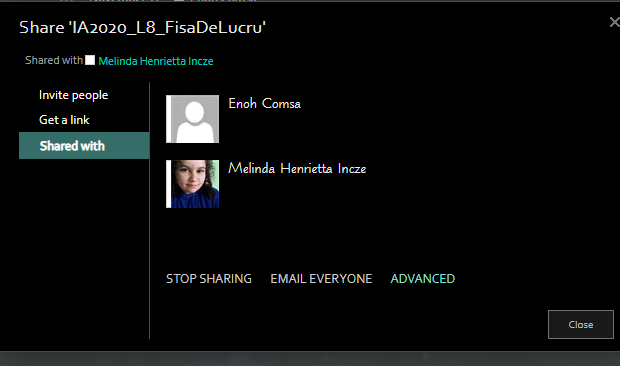 Share 'IA2020_L8_FisaDeLucru'
Shared with Melinda Henrietta Incze
Invite people
Get a link
Shared with
Enoh Comsa
Melinda Henrietta Incze
STOP SHARING EMAIL EVERYONE ADVANCED
Close